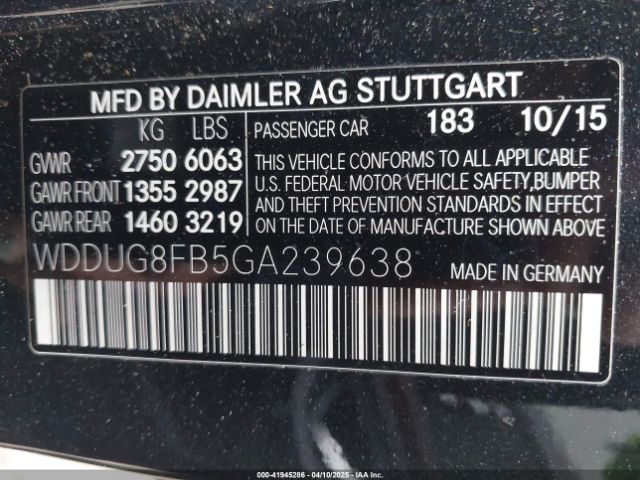 MFD BY DAIMLER AG STUTTGART
KG LBS PASSENGER CAR 183 10/15
GVWR 2750 6063
GAWR FRONT 1355 2987
GAWR REAR 1460 3219
THIS VEHICLE CONFORMS TO ALL APPLICABLE
U.S. FEDERAL MOTOR VEHICLE SAFETY,BUMPER
AND THEFT PREVENTION STANDARDS IN EFFECT
ON THE DATE OF MANUFACTURE SHOWN ABOVE
WDDUG8FB5GA239638 MADE IN GERMANY
000-41945286 - 04/10/2025 - IAA Inc.